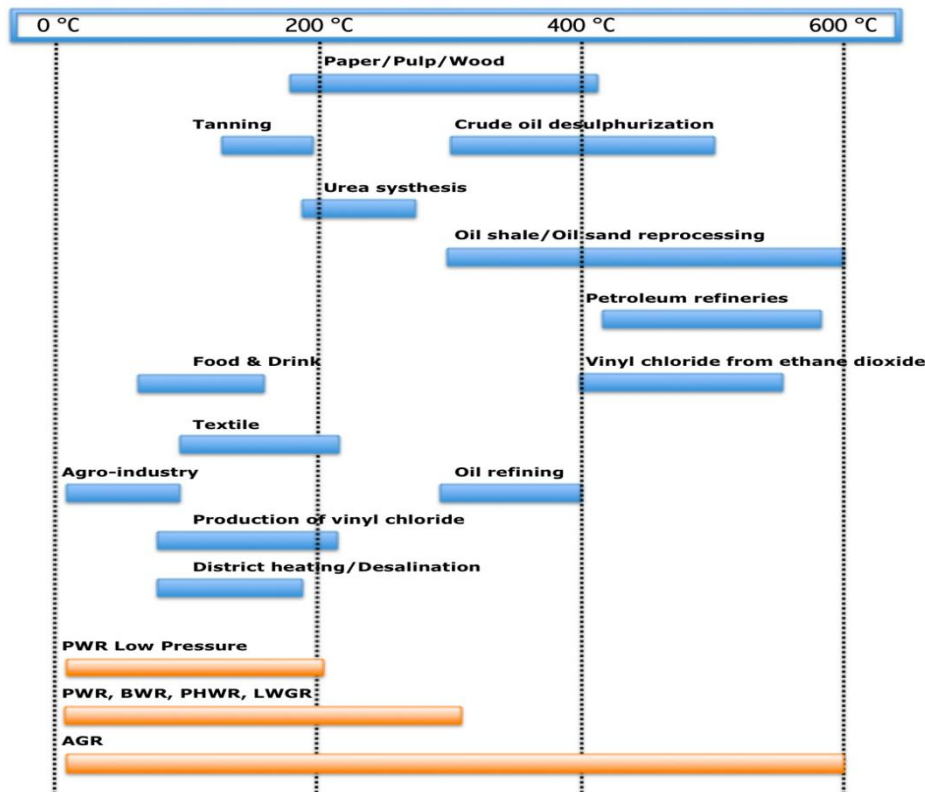 0 °C 200 °C 400 °C 600 °C
Paper/Pulp/Wood
Tanning Crude oil desulphurization
Urea systhesis
Oil shale/Oil sand reprocessing
Petroleum refineries
Food & Drink Vinyl chloride from ethane dioxide
Textile
Agro-industry Oil refining
Production of vinyl chloride
District heating/Desalination
PWR Low Pressure
PWR, BWR, PHWR, LWGR
AGR